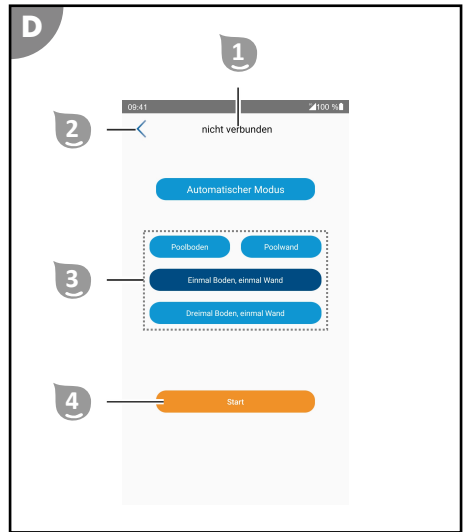 D
1
09:41 100 %
2
nicht verbunden
Automatischer Modus
Poolboden Poolwand
3
Einmal Boden, einmal Wand
Dreimal Boden, einmal Wand
4
Start